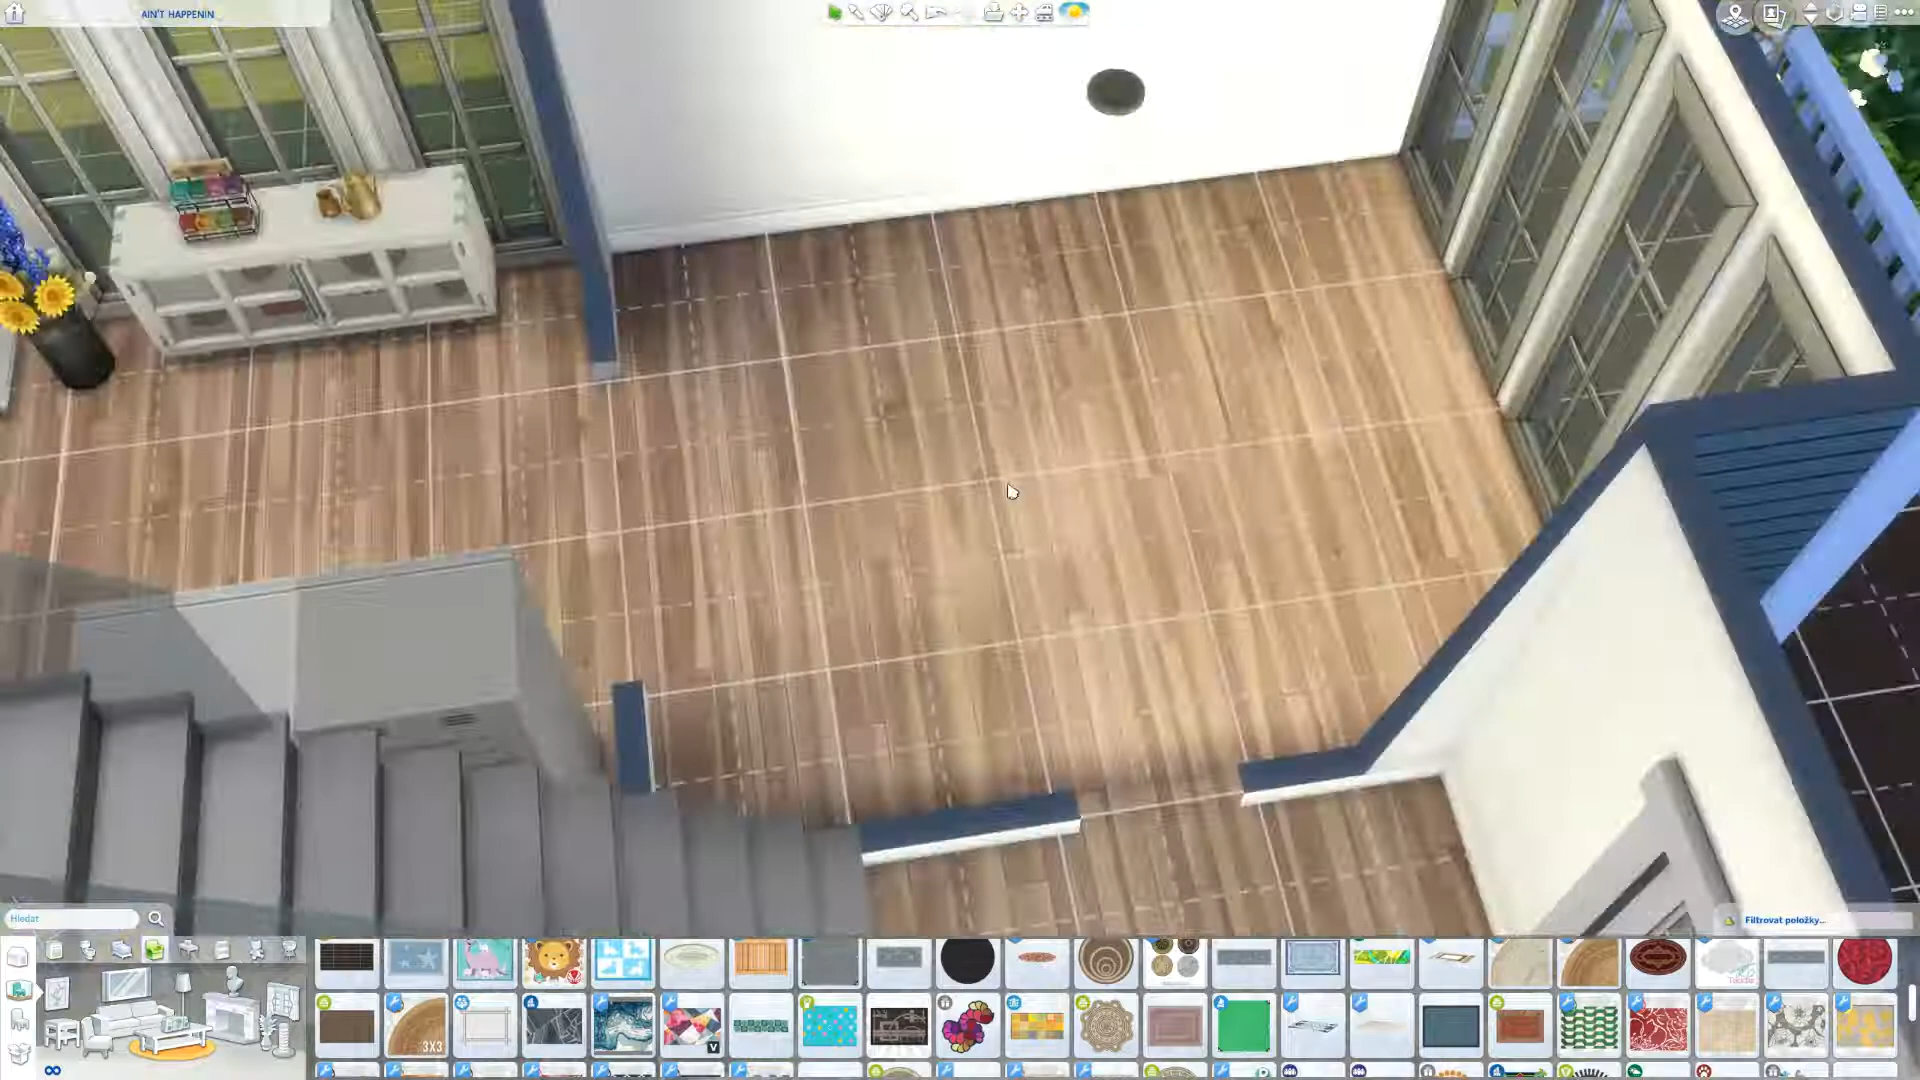 AIN'T HAPPENIN
Hledat
Filtrovat položky...
3X3
V